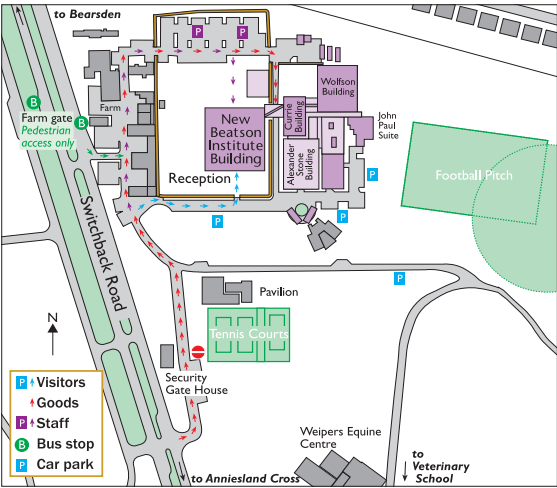 to Bearsden
P
P
B
Farm gate
Pedestrian
access only
B
Farm
Wolfson
Building
Currie
Building
New
Beatson
Institute
Building
John
Paul
Suite
Alexander
Stone
Building
Reception
P
Football Pitch
P
P
Switchback Road
P
Pavilion
N
Tennis Courts
Security
Gate House
P Visitors
Goods
P Staff
B Bus stop
P Car park
Weipers Equine
Centre
to
Veterinary
School
to Anniesland Cross